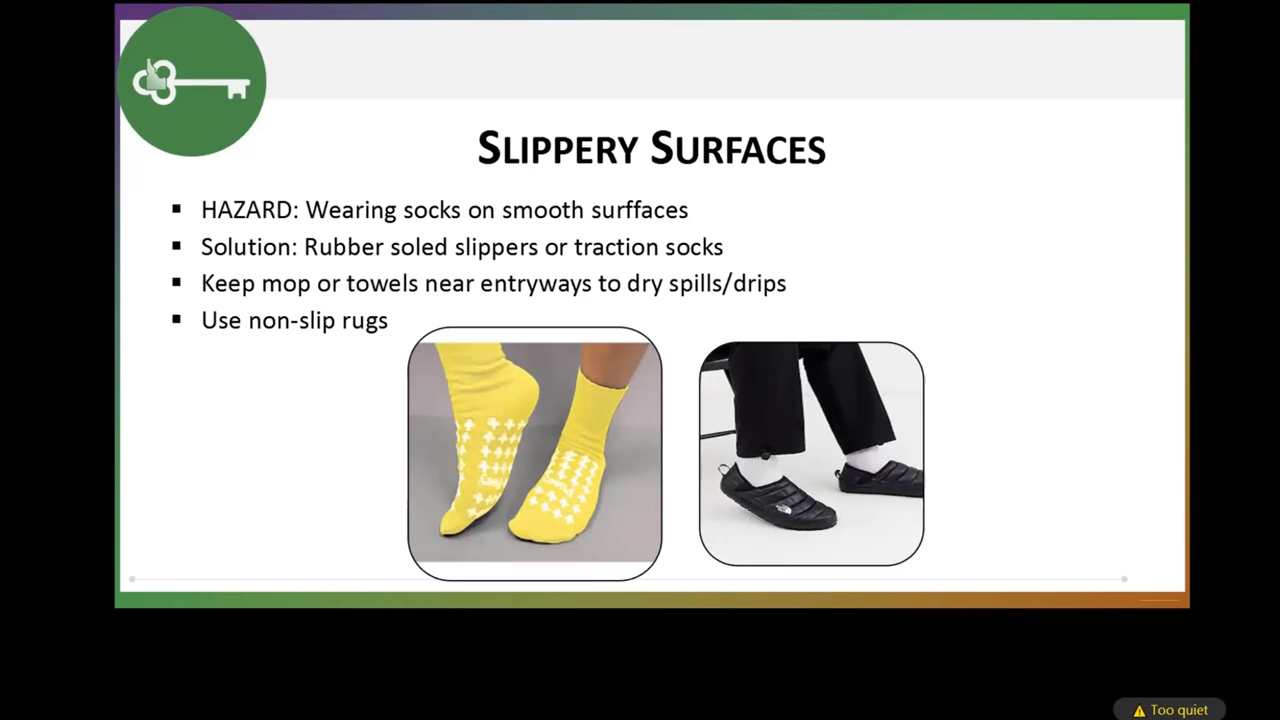 SLIPPERY SURFACES
▪ HAZARD: Wearing socks on smooth surffaces
▪ Solution: Rubber soled slippers or traction socks
▪ Keep mop or towels near entryways to dry spills/drips
▪ Use non-slip rugs
Too quiet